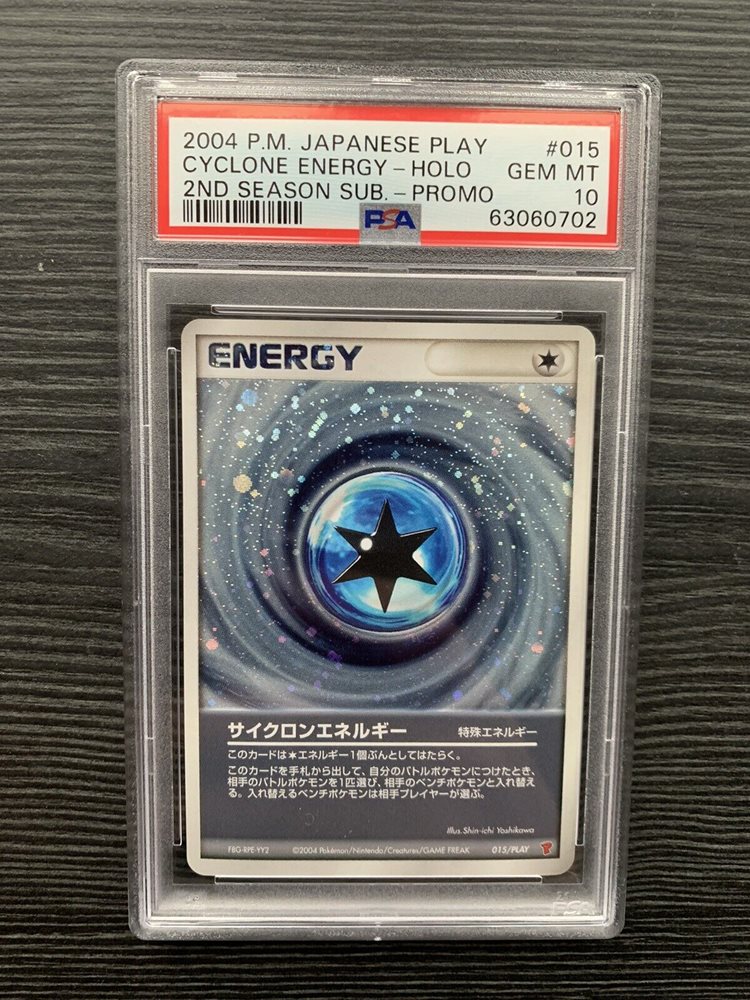 2004 P.M. JAPANESE PLAY #015
CYCLONE ENERGY - HOLO GEM MT
2ND SEASON SUB. - PROMO 10
PSA 63060702
ENERGY
サイクロンエネルギー 特殊エネルギー
このカードは★エネルギー1個ぶんとしてはたらく。
このカードを手札から出して、自分のバトルポケモンにつけたとき、
相手のバトルポケモンを1匹選び、相手のベンチポケモンと入れ替え
る。入れ替えるベンチポケモンは相手プレイヤーが選ぶ。
Illus. Shin-ichi Yoshikawa
FBG-RPE-YY2 ©2004 Pokémon/Nintendo/Creatures/GAME FREAK 015/PLAY
PSA